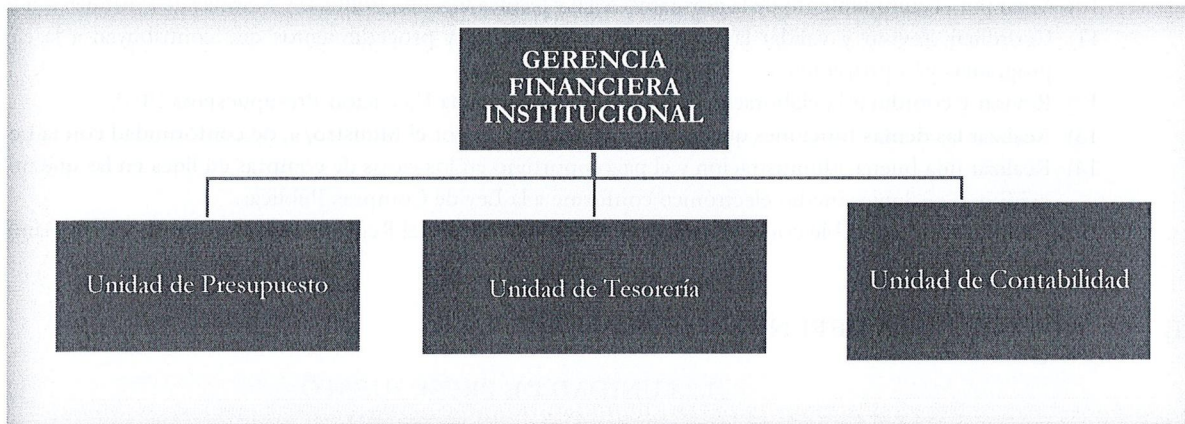 GERENCIA
FINANCIERA
INSTITUCIONAL
Unidad de Presupuesto
Unidad de Tesorería
Unidad de Contabilidad